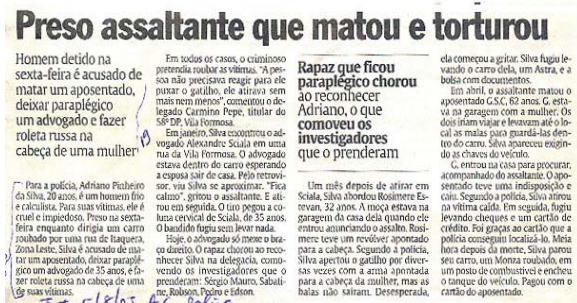 Preso assaltante que matou e torturou
Homem detido na
sexta-feira é acusado de
matar um aposentado,
deixar paraplégico
um advogado e fazer
roleta russa na
cabeça de uma mulher
Para a polícia, Adriano Pinheiro
da Silva, 20 anos, é um homem frio
e calculista. Para suas vítimas, ele é
cruel e impiedoso. Preso na sexta-
feira enquanto dirigia um carro
roubado por uma rua de Itaquera,
Zona Leste, Silva é acusado de ma-
tar um aposentado, deixar paraplé-
gico um advogado de 35 anos, e fa-
zer roleta russa na cabeça de uma
de suas vítimas.
Em todos os casos, o criminoso
pretendia roubar as vítimas. "A pes-
soa não precisava reagir para ele
puxar o gatilho, ele atirava sem
mais nem menos", comentou o de-
legado Carmino Pepe, titular do
58º DP, Vila Formosa.
Em janeiro, Silva encontrou o ad-
vogado Alexandre Sciala em uma
rua da Vila Formosa. O advogado
estava dentro do carro esperando
a esposa sair de casa. Pelo retrovi-
sor, viu Silva se aproximar. "Fica
calmo", gritou o assaltante. E ati-
rou em seguida. O tiro pegou a co-
luna cervical de Sciala, de 35 anos.
O bandido fugiu sem levar nada.
Hoje, o advogado só mexe o bra-
ço direito. O rapaz chorou ao reco-
nhecer Silva na delegacia, como-
vendo os investigadores que o
prenderam: Sérgio Mauro, Sabati-
ne, Robson, Pedro e Edson.
Rapaz que ficou
paraplégico chorou
ao reconhecer
Adriano, o que
comoveu os
investigadores
que o prenderam
Um mês depois de atirar em
Sciala, Silva abordou Rosimere Es-
tevan, 32 anos. A moça estava na
garagem da casa dela quando ele
entrou anunciando o assalto. Rosi-
mere teve um revólver apontado
para a cabeça. Segundo a polícia,
Silva apertou o gatilho por diver-
sas vezes com a arma apontada
para a cabeça da mulher, mas as
balas não saíram. Desesperada,
ela começou a gritar. Silva fugiu le-
vando o carro dela, um Astra, e a
bolsa com documentos.
Em abril, o assaltante matou o
aposentado G.S.C, 62 anos. G. esta-
va na garagem com a mulher. Os
dois iriam viajar e levavam até o lo-
cal as malas para guardá-las den-
tro do carro. Silva apareceu exigin-
do as chaves do veículo.
G. entrou na casa para procurar,
acompanhado do assaltante. O apo-
sentado teve uma indisposição e
caiu. Segundo a polícia, Silva atirou
na vítima caída. Em seguida, fugiu
levando cheques e um cartão de
crédito. Foi graças ao cartão que a
polícia conseguiu localizá-lo. Meia
hora depois da morte, Silva parou
seu carro, um Monza roubado, em
um posto de combustível e encheu
o tanque do veículo. Pagou com o
cartão do aposentado.